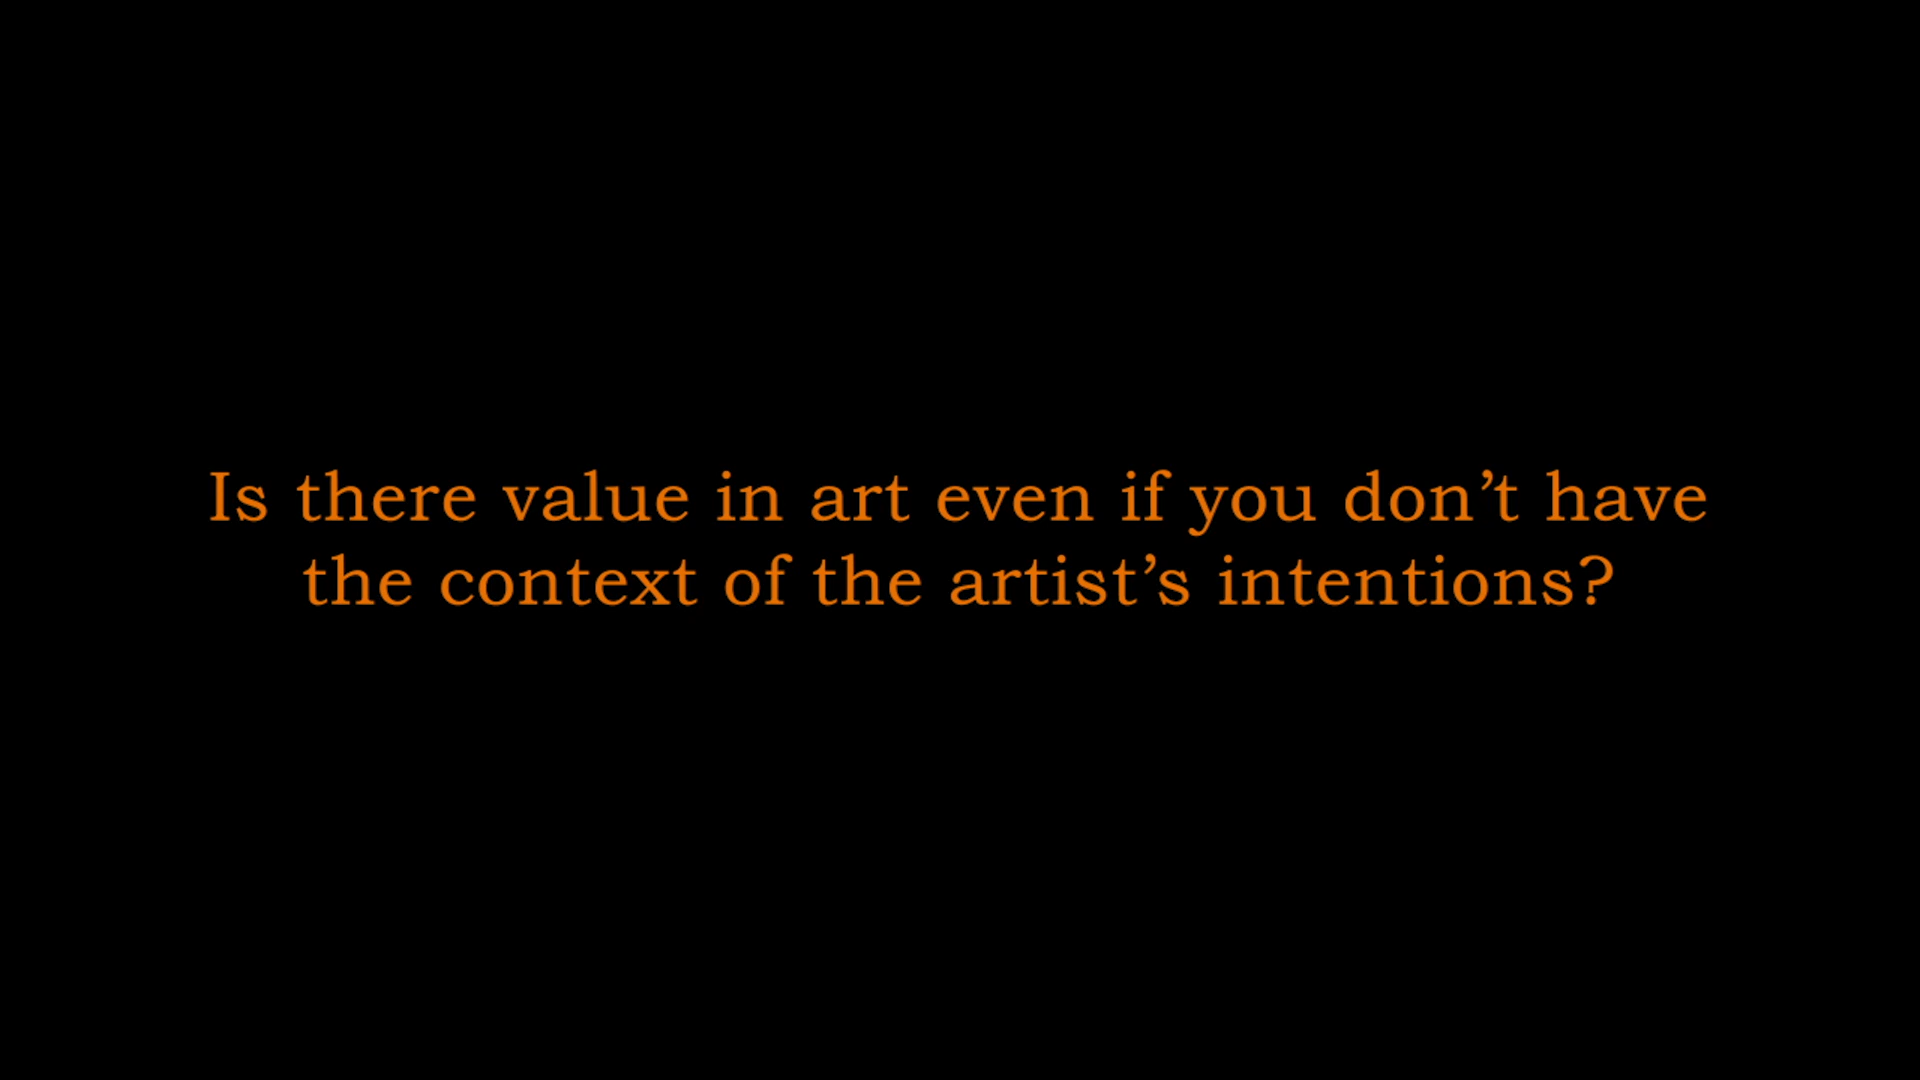 Is there value in art even if you don’t have
the context of the artist’s intentions?